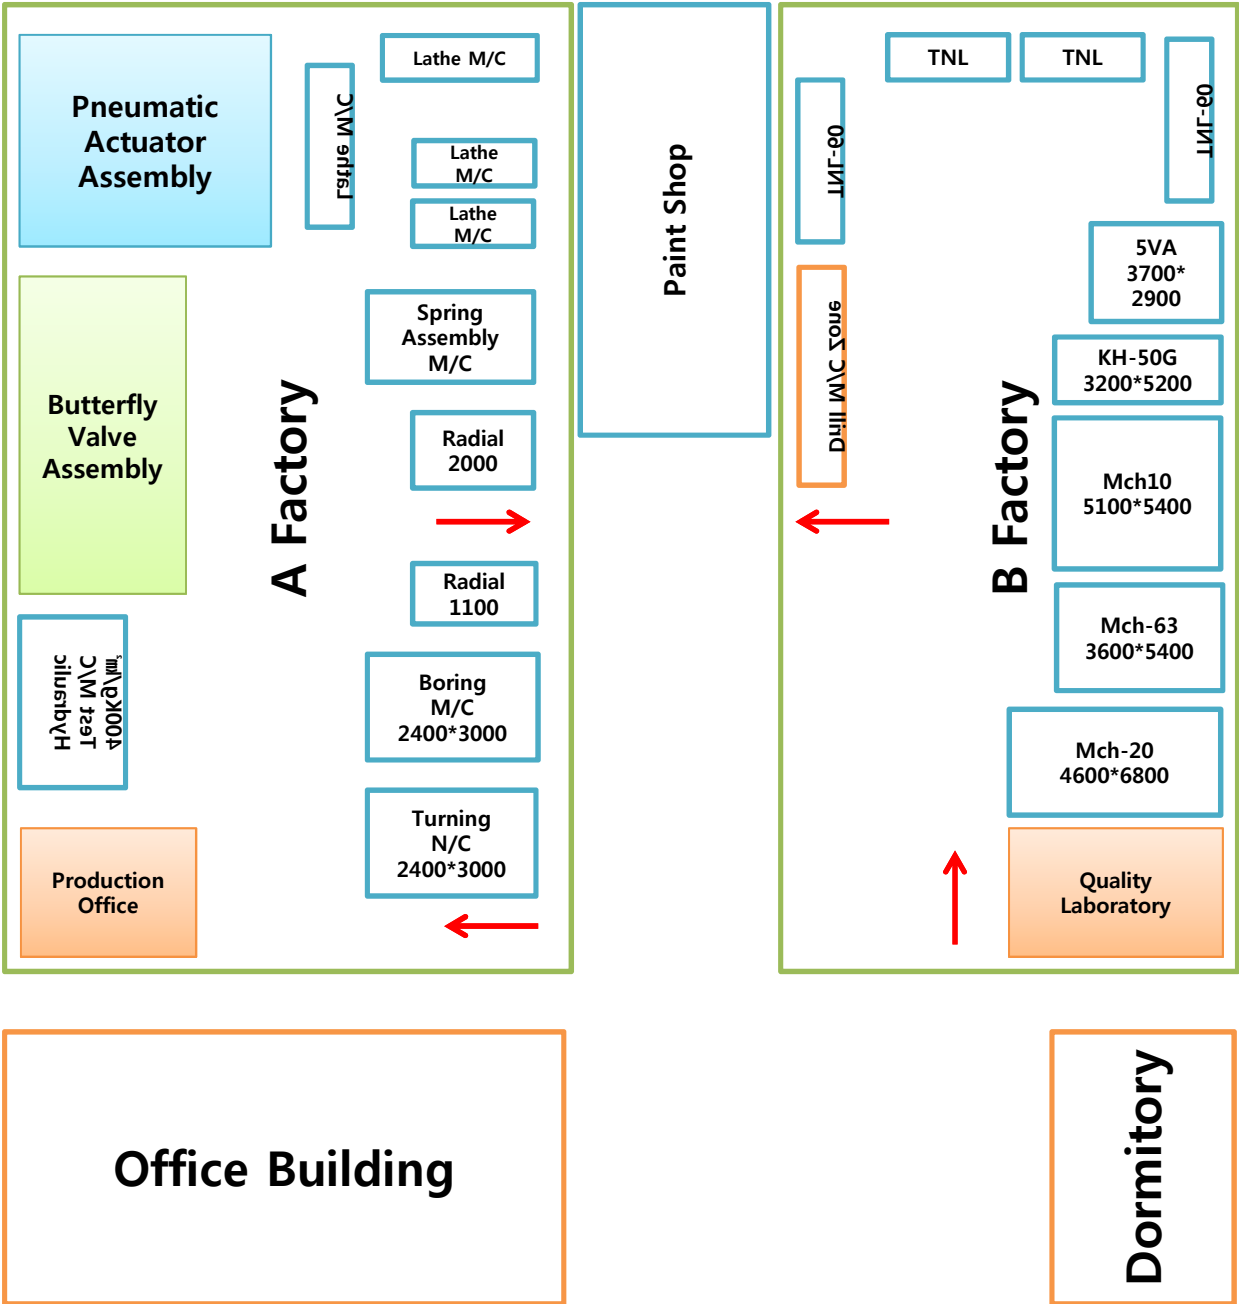 Pneumatic
Actuator
Assembly
Lathe M/C
Lathe M/C
Lathe
M/C
Lathe
M/C
Spring
Assembly
M/C
Butterfly
Valve
Assembly
A Factory
Radial
2000
Radial
1100
Hydraulic
Test M/C
400Kg/㎢
Boring
M/C
2400*3000
Turning
N/C
2400*3000
Production
Office
Paint Shop
TNL
TNL
TNL-60
TNL-60
Drill M/C Zone
5VA
3700*
2900
KH-50G
3200*5200
B Factory
Mch10
5100*5400
Mch-63
3600*5400
Mch-20
4600*6800
Quality
Laboratory
Office Building
Dormitory